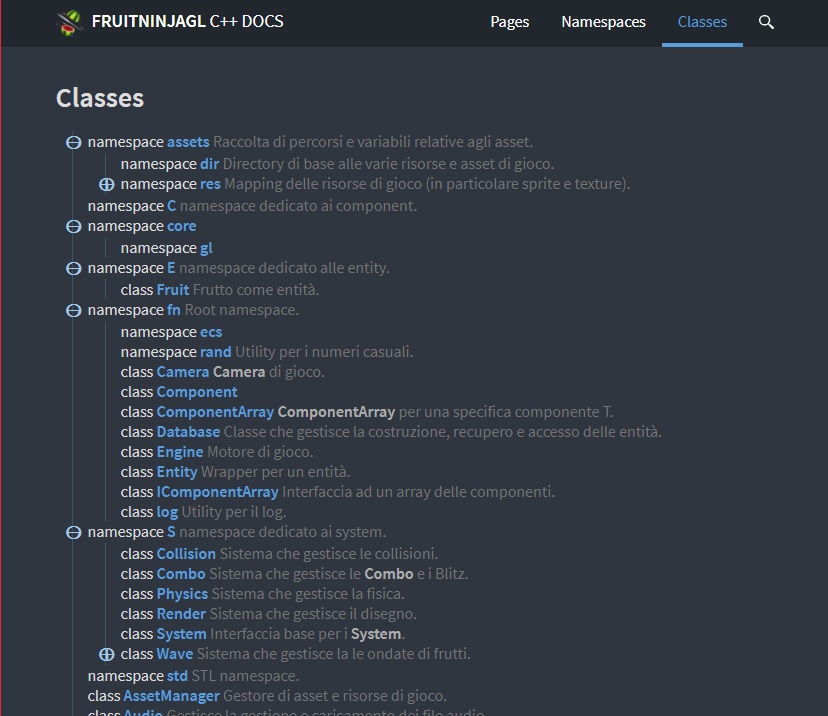 FRUITNINJAGL C++ DOCS
Pages Namespaces Classes
Classes
namespace assets Raccolta di percorsi e variabili relative agli asset.
namespace dir Directory di base alle varie risorse e asset di gioco.
namespace res Mapping delle risorse di gioco (in particolare sprite e texture).
namespace C namespace dedicato ai component.
namespace core
namespace gl
namespace E namespace dedicato alle entity.
class Fruit Frutto come entità.
namespace fn Root namespace.
namespace ecs
namespace rand Utility per i numeri casuali.
class Camera Camera di gioco.
class Component
class ComponentArray ComponentArray per una specifica componente T.
class Database Classe che gestisce la costruzione, recupero e accesso delle entità.
class Engine Motore di gioco.
class Entity Wrapper per un entità.
class IComponentArray Interfaccia ad un array delle componenti.
class log Utility per il log.
namespace S namespace dedicato ai system.
class Collision Sistema che gestisce le collisioni.
class Combo Sistema che gestisce le Combo e i Blitz.
class Physics Sistema che gestisce la fisica.
class Render Sistema che gestisce il disegno.
class System Interfaccia base per i System.
class Wave Sistema che gestisce la le ondate di frutti.
namespace std STL namespace.
class AssetManager Gestore di asset e risorse di gioco.
class Audio Gestisce la gestione e caricamento dei file audio.